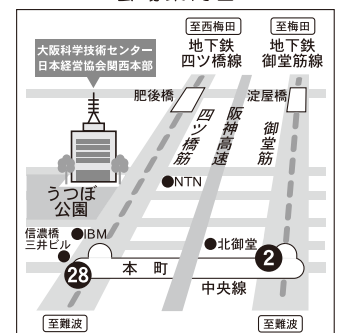 至西梅田
至梅田
地下鉄
四ツ橋線
地下鉄
御堂筋線
大阪科学技術センター
日本経営協会関西本部
肥後橋
淀屋橋
四ツ橋筋
阪神高速
御堂筋
NTN
うつぼ
公園
信濃橋
三井ビル
IBM
北御堂
2
28
本町
中央線
至難波
至難波